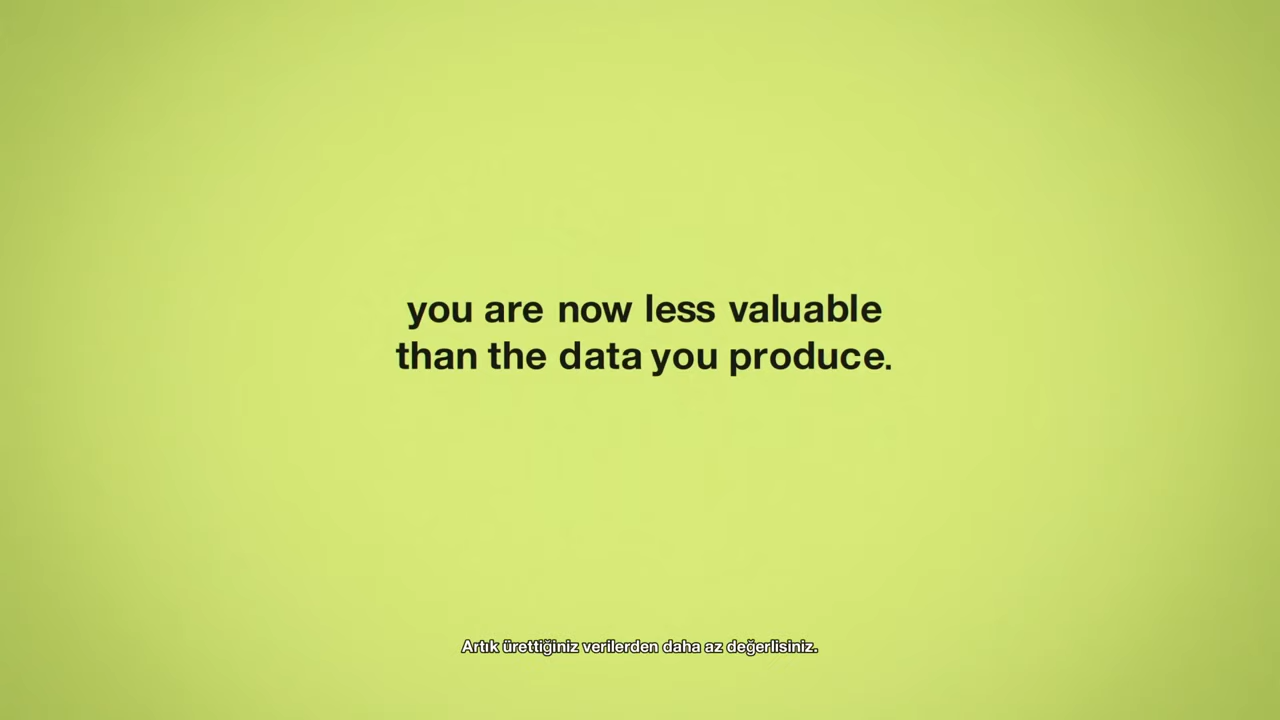 you are now less valuable
than the data you produce.
Artık ürettiğiniz verilerden daha az değerlisiniz.